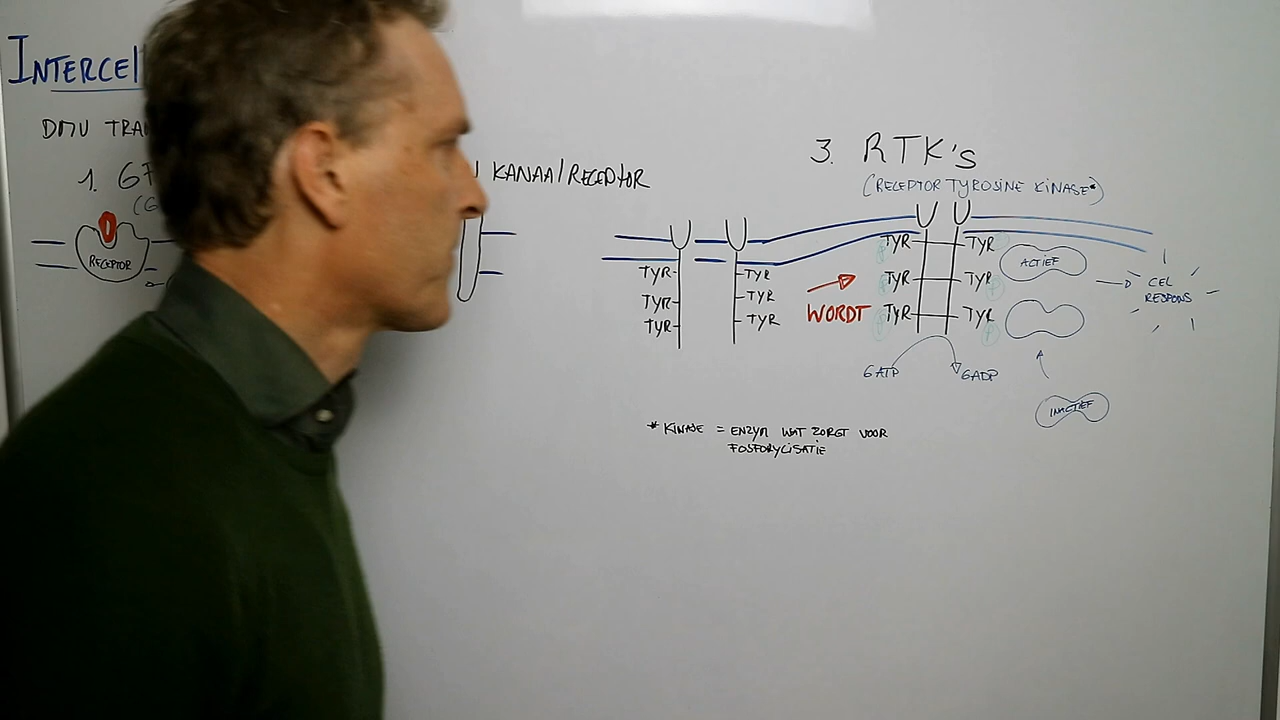 INTERCEL
DMV TRA
1. G
(G
RECEPTOR
KANAAL/RECEPTOR
TYR
TYR
TYR
TYR
TYR
TYR
WORDT
3. RTK's
(RECEPTOR TYROSINE KINASE*)
TYR TYR P
P TYR TYR P
P TYR TYR P
6ATP 6ADP
ACTIEF
INACTIEF
CEL
RESPONS
* KINASE = ENZYM WAT ZORGT VOOR
FOSFORYLISATIE